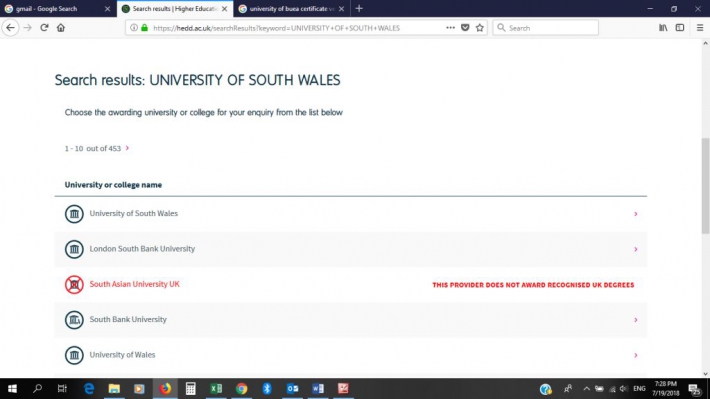 gmail - Google Search
Search results | Higher Educatio
university of buea certificate ve
https://hedd.ac.uk/searchResults?keyword=UNIVERSITY+OF+SOUTH+WALES
Search
Search results: UNIVERSITY OF SOUTH WALES
Choose the awarding university or college for your enquiry from the list below
1 - 10 out of 453
University or college name
University of South Wales
London South Bank University
South Asian University UK THIS PROVIDER DOES NOT AWARD RECOGNISED UK DEGREES
South Bank University
University of Wales
ENG
7:28 PM
7/19/2018
25